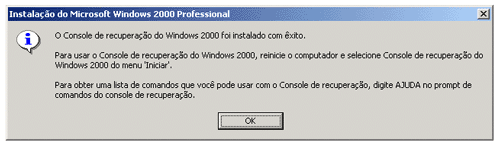 Instalação do Microsoft Windows 2000 Professional
O Console de recuperação do Windows 2000 foi instalado com êxito.
Para usar o Console de recuperação do Windows 2000, reinicie o computador e selecione Console de recuperação do
Windows 2000 do menu 'Iniciar'.
Para obter uma lista de comandos que você pode usar com o Console de recuperação, digite AJUDA no prompt de
comandos do console de recuperação.
OK